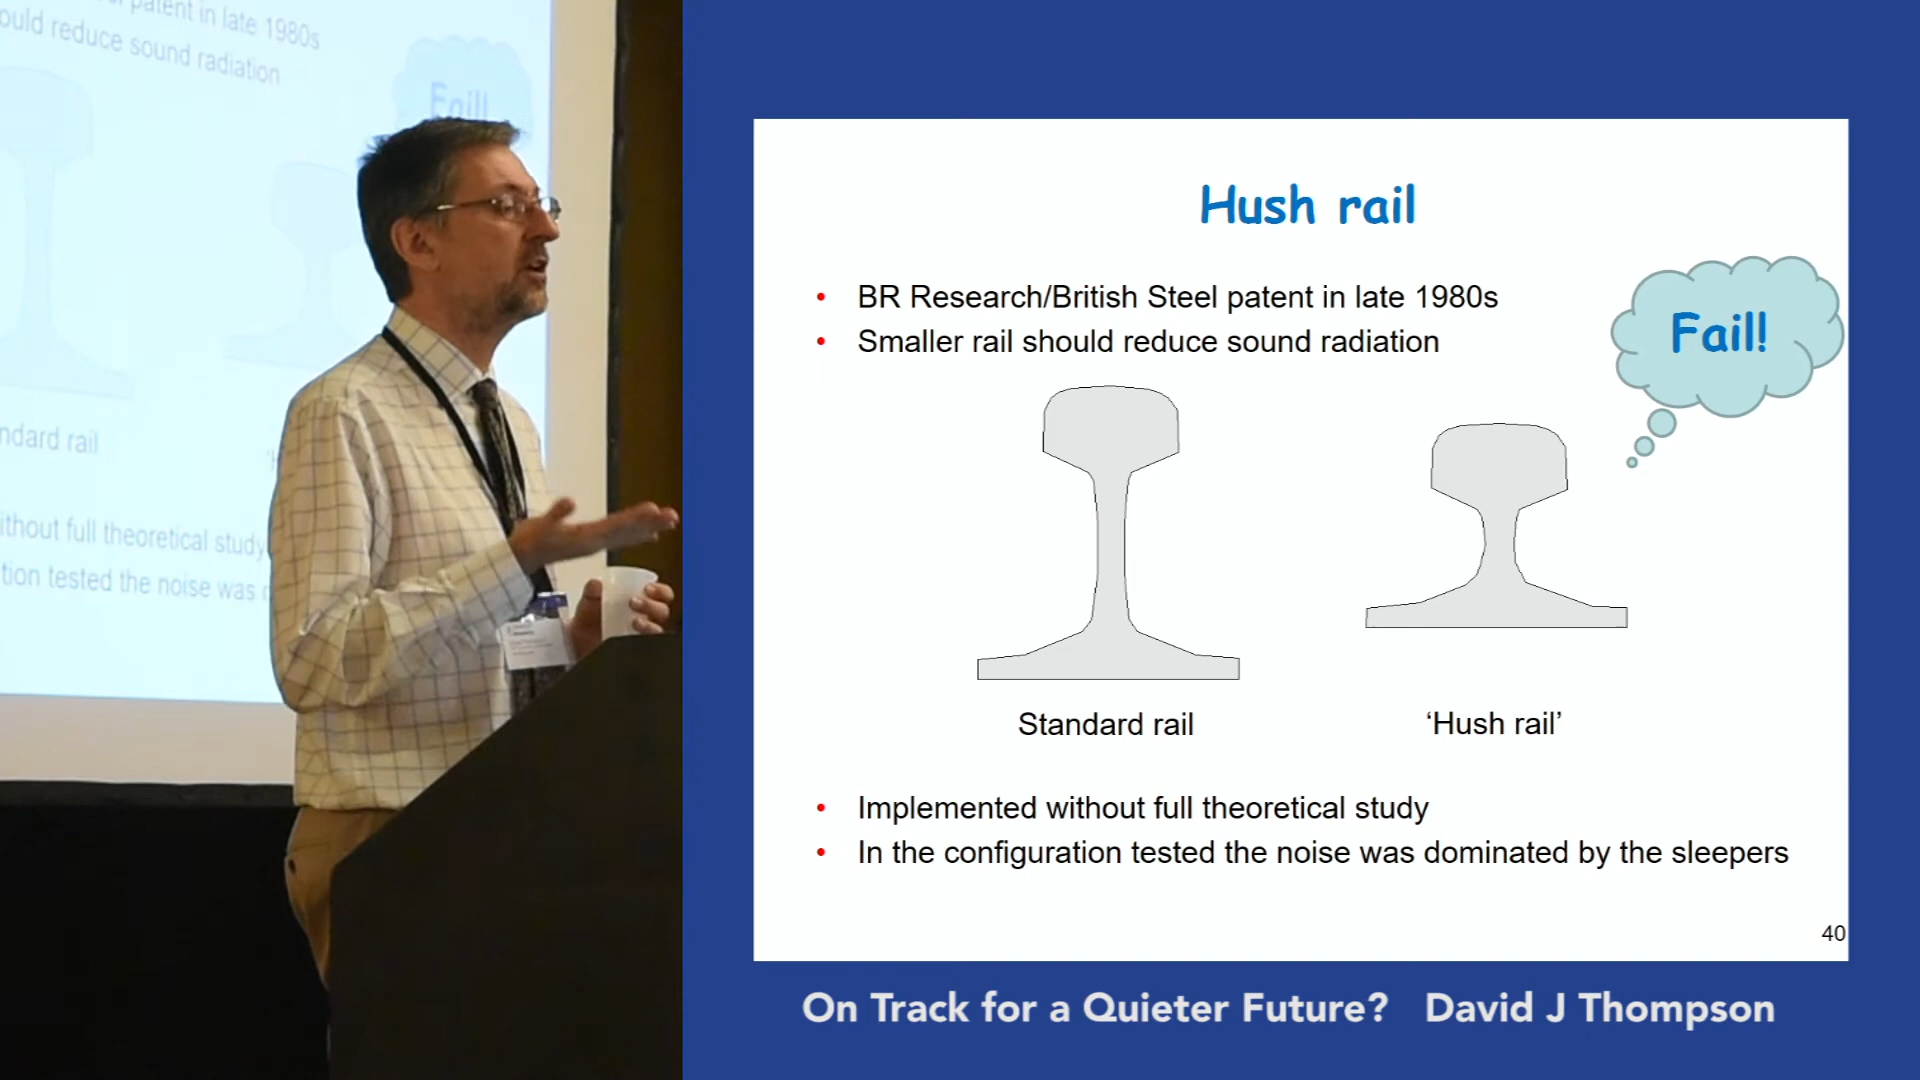 patent in late 1980s
ould reduce sound radiation
Fail!
ndard rail
ithout full theoretical study
tion tested the noise was
Hush rail
• BR Research/British Steel patent in late 1980s
• Smaller rail should reduce sound radiation
Fail!
Standard rail
‘Hush rail’
• Implemented without full theoretical study
• In the configuration tested the noise was dominated by the sleepers
40
On Track for a Quieter Future? David J Thompson